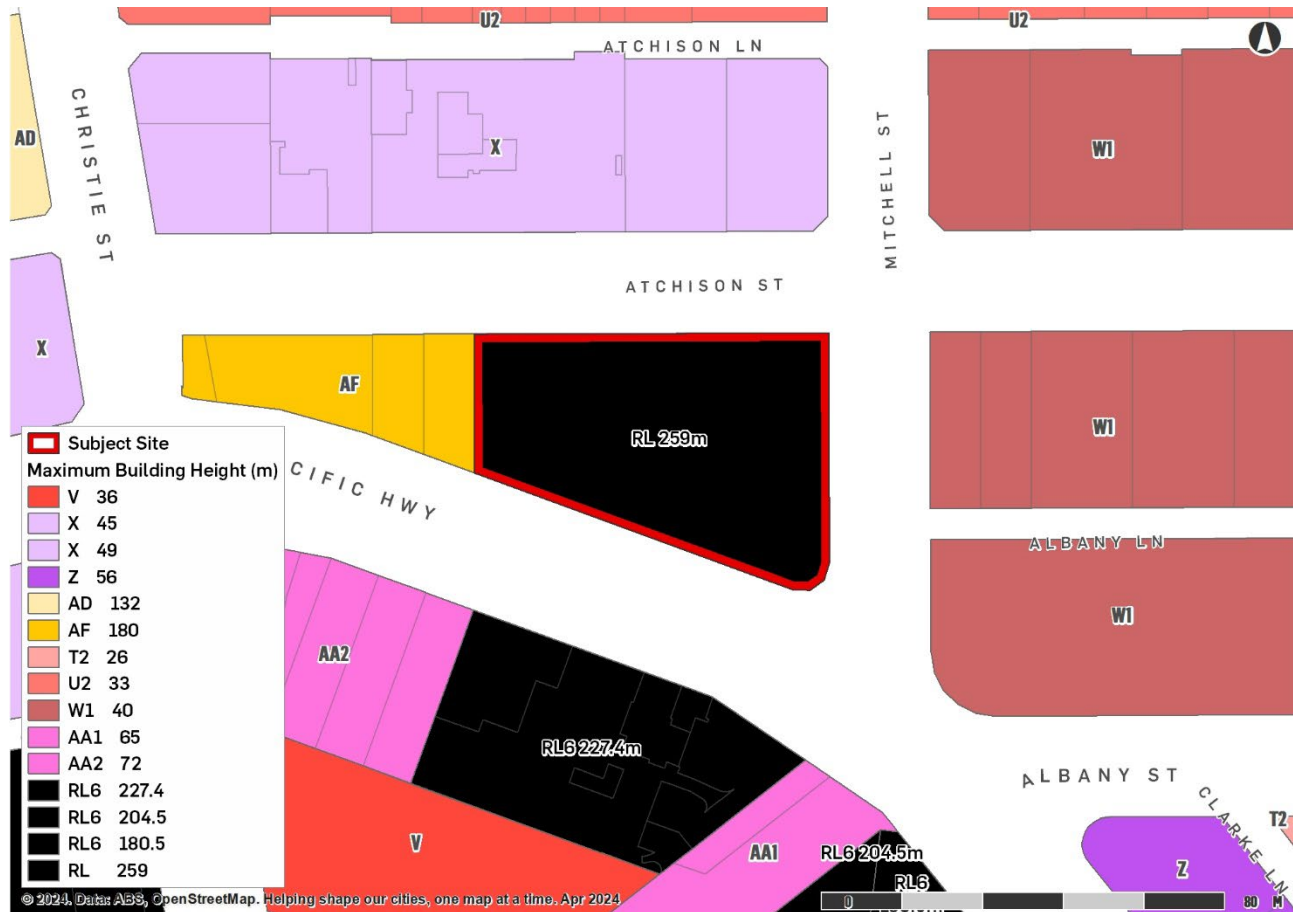 U2
U2
ATCHISON LN
CHRISTIE ST
AD
X
MITCHELL ST
W1
ATCHISON ST
X
AF
RL 259m
W1
CIFIC HWY
ALBANY LN
W1
AA2
RL6 227.4m
V
AA1
RL6 204.5m
RL6
ALBANY ST
CLARKE LN
T2
Z
Subject Site
Maximum Building Height (m)
V 36
X 45
X 49
Z 56
AD 132
AF 180
T2 26
U2 33
W1 40
AA1 65
AA2 72
RL6 227.4
RL6 204.5
RL6 180.5
RL 259
© 2024. Data: ABS, OpenStreetMap. Helping shape our cities, one map at a time. Apr 2024
0 80 M